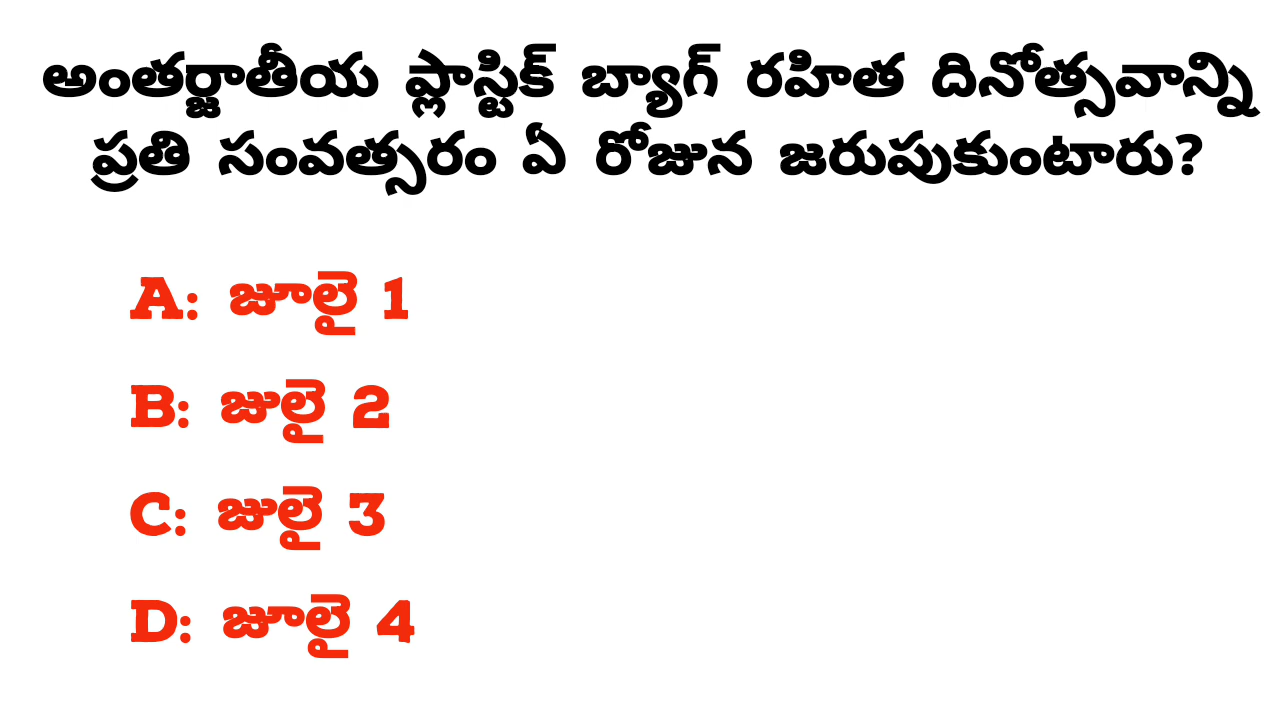 అంతర్జాతీయ ప్లాస్టిక్ బ్యాగ్ రహిత దినోత్సవాన్ని
ప్రతి సంవత్సరం ఏ రోజున జరుపుకుంటారు?
A: జూలై 1
B: జులై 2
C: జులై 3
D: జూలై 4